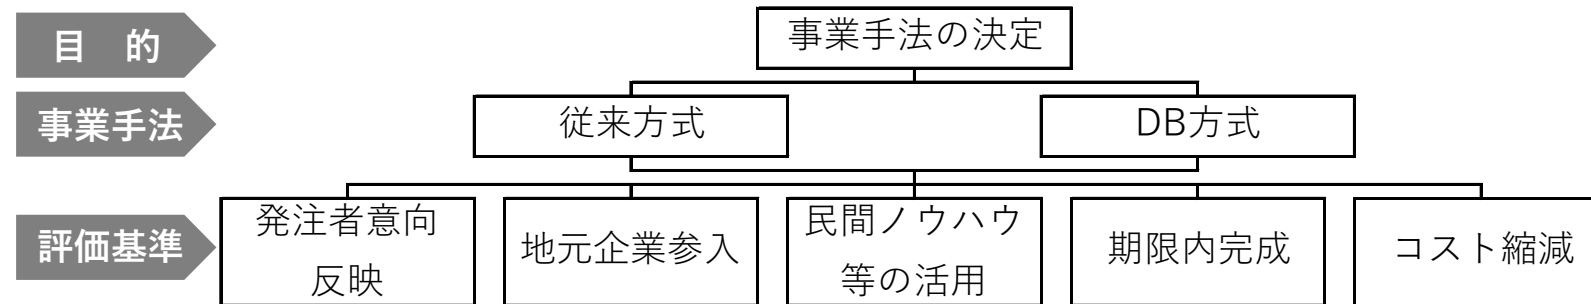 目　的
事業手法の決定
事業手法
従来方式
DB方式
評価基準
発注者意向
反映
地元企業参入
民間ノウハウ
等の活用
期限内完成
コスト縮減